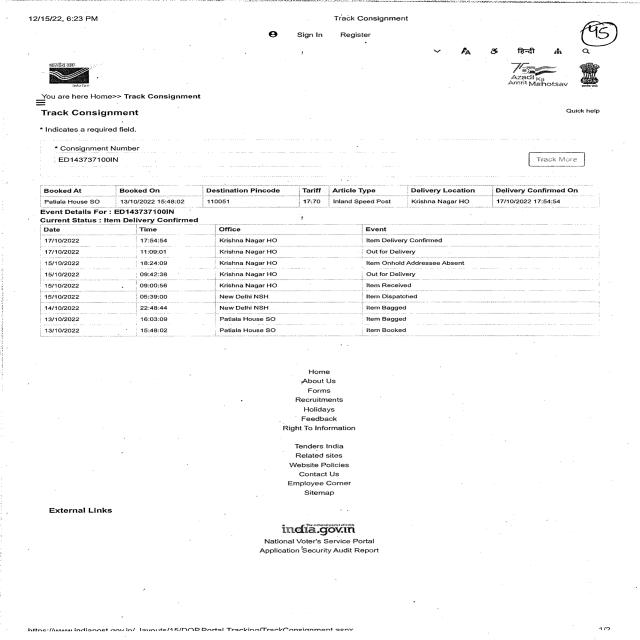 12/15/22, 6:23 PM Track Consignment
45
Sign In Register
हिन्दी
Azadi Ka
Amrit Mahotsav
You are here Home>> Track Consignment
Track Consignment Quick help
* Indicates a required field.
* Consignment Number
ED143737100IN Track More
Booked At Booked On Destination Pincode Tariff Article Type Delivery Location Delivery Confirmed On
Patiala House SO 13/10/2022 15:48:02 110051 17.70 Inland Speed Post Krishna Nagar HO 17/10/2022 17:54:54
Event Details For : ED143737100IN
Current Status : Item Delivery Confirmed
Date Time Office Event
17/10/2022 17:54:54 Krishna Nagar HO Item Delivery Confirmed
17/10/2022 11:09:01 Krishna Nagar HO Out for Delivery
15/10/2022 18:24:09 Krishna Nagar HO Item Onhold Addressee Absent
15/10/2022 09:42:38 Krishna Nagar HO Out for Delivery
15/10/2022 09:00:56 Krishna Nagar HO Item Received
15/10/2022 05:39:00 New Delhi NSH Item Dispatched
14/10/2022 22:48:44 New Delhi NSH Item Bagged
13/10/2022 16:03:09 Patiala House SO Item Bagged
13/10/2022 15:48:02 Patiala House SO Item Booked
Home
About Us
Forms
Recruitments
Holidays
Feedback
Right To Information
Tenders India
Related sites
Website Policies
Contact Us
Employee Corner
Sitemap
External Links
india.gov.in
National Voter's Service Portal
Application Security Audit Report
https://www.indiapost.gov.in/_layouts/15/DOP.Portal.Tracking/TrackConsignment.aspx 1/2